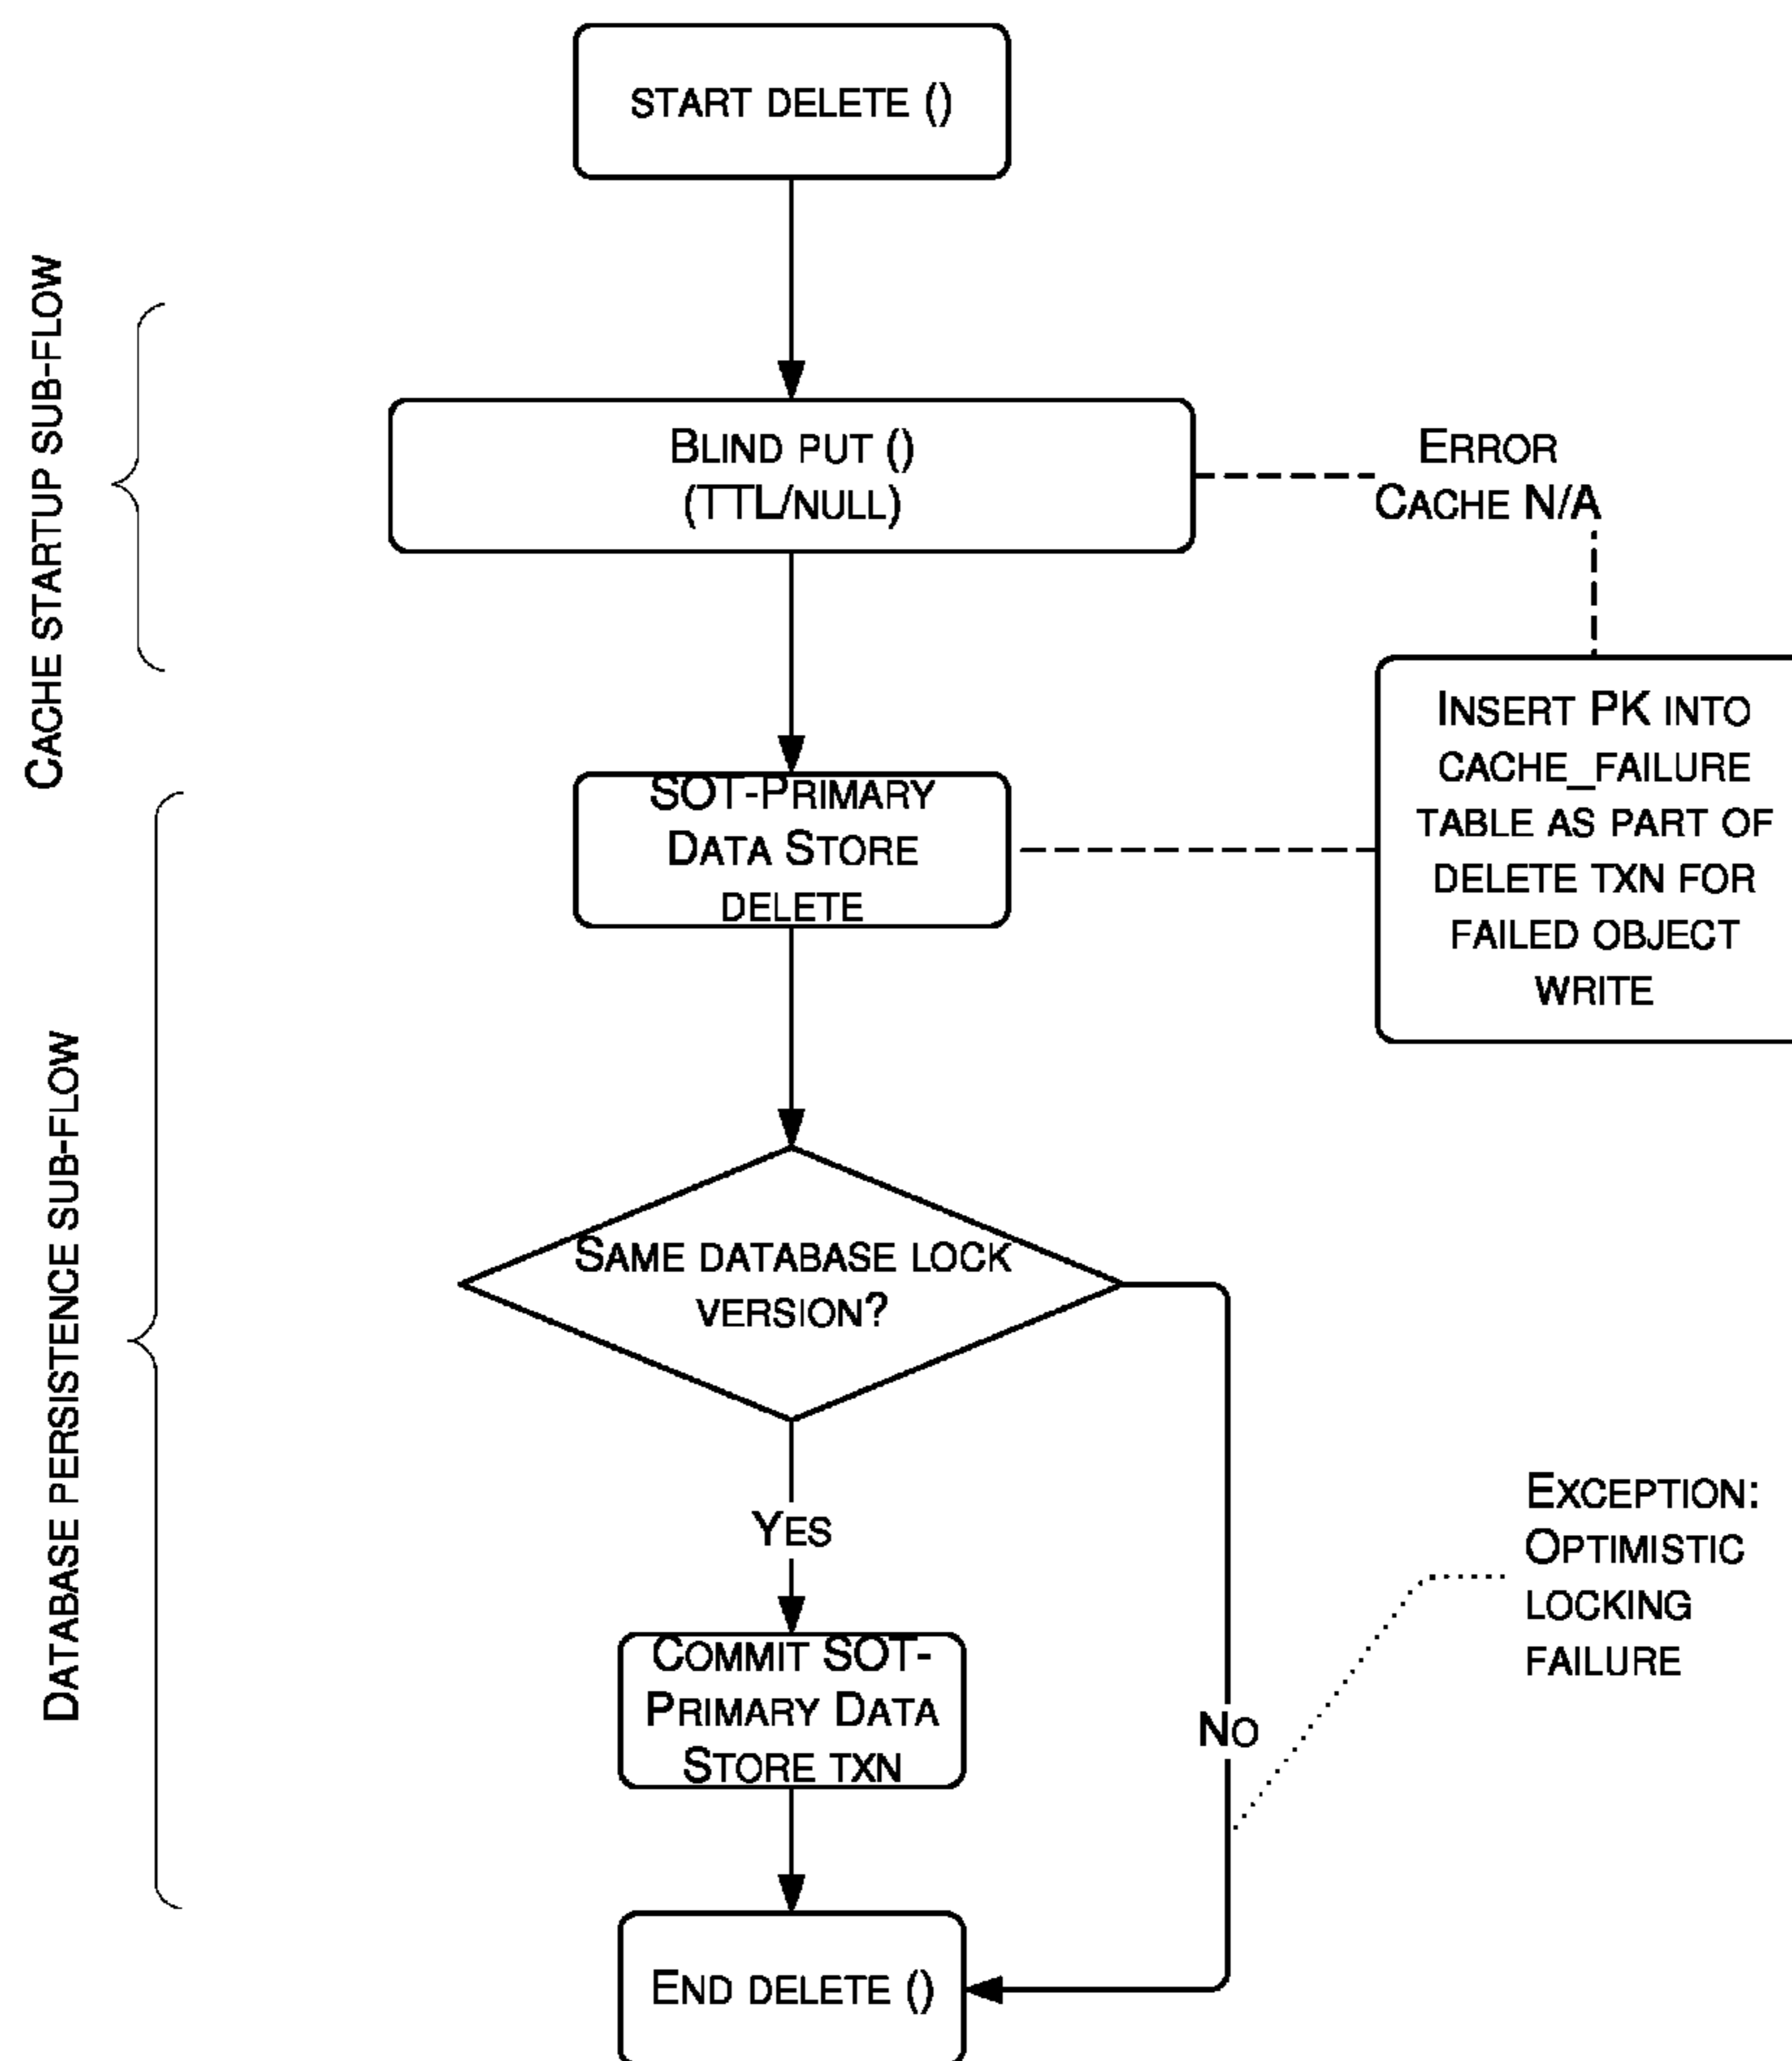 START DELETE ()
CACHE STARTUP SUB-FLOW
BLIND PUT ()
(TTL/NULL)
ERROR
CACHE N/A
INSERT PK INTO
CACHE_FAILURE
TABLE AS PART OF
DELETE TXN FOR
FAILED OBJECT
WRITE
SOT-PRIMARY
DATA STORE
DELETE
DATABASE PERSISTENCE SUB-FLOW
SAME DATABASE LOCK
VERSION?
YES
NO
EXCEPTION:
OPTIMISTIC
LOCKING
FAILURE
COMMIT SOT-
PRIMARY DATA
STORE TXN
END DELETE ()